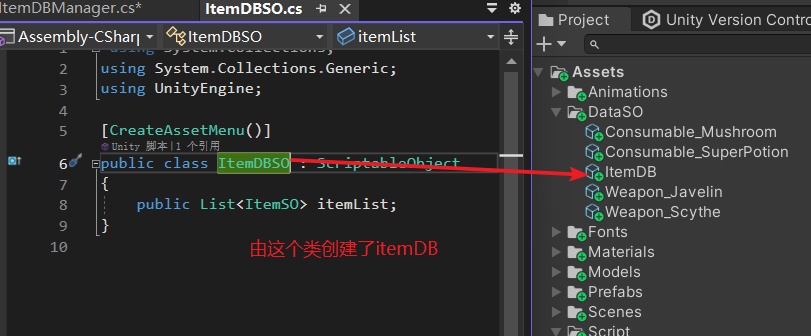 ItemDBManager.cs*
ItemDBSO.cs
Assembly-CSharp
ItemDBSO
itemList
1 using System.Collections;
2 using System.Collections.Generic;
3 using UnityEngine;
4
5 [CreateAssetMenu()]
Unity 脚本|1 个引用
6 public class ItemDBSO : ScriptableObject
7 {
8 public List<ItemSO> itemList;
9 }
10
由这个类创建了itemDB
Project
Unity Version Contro
Assets
Animations
DataSO
Consumable_Mushroom
Consumable_SuperPotion
ItemDB
Weapon_Javelin
Weapon_Scythe
Fonts
Materials
Models
Prefabs
Scenes
Script